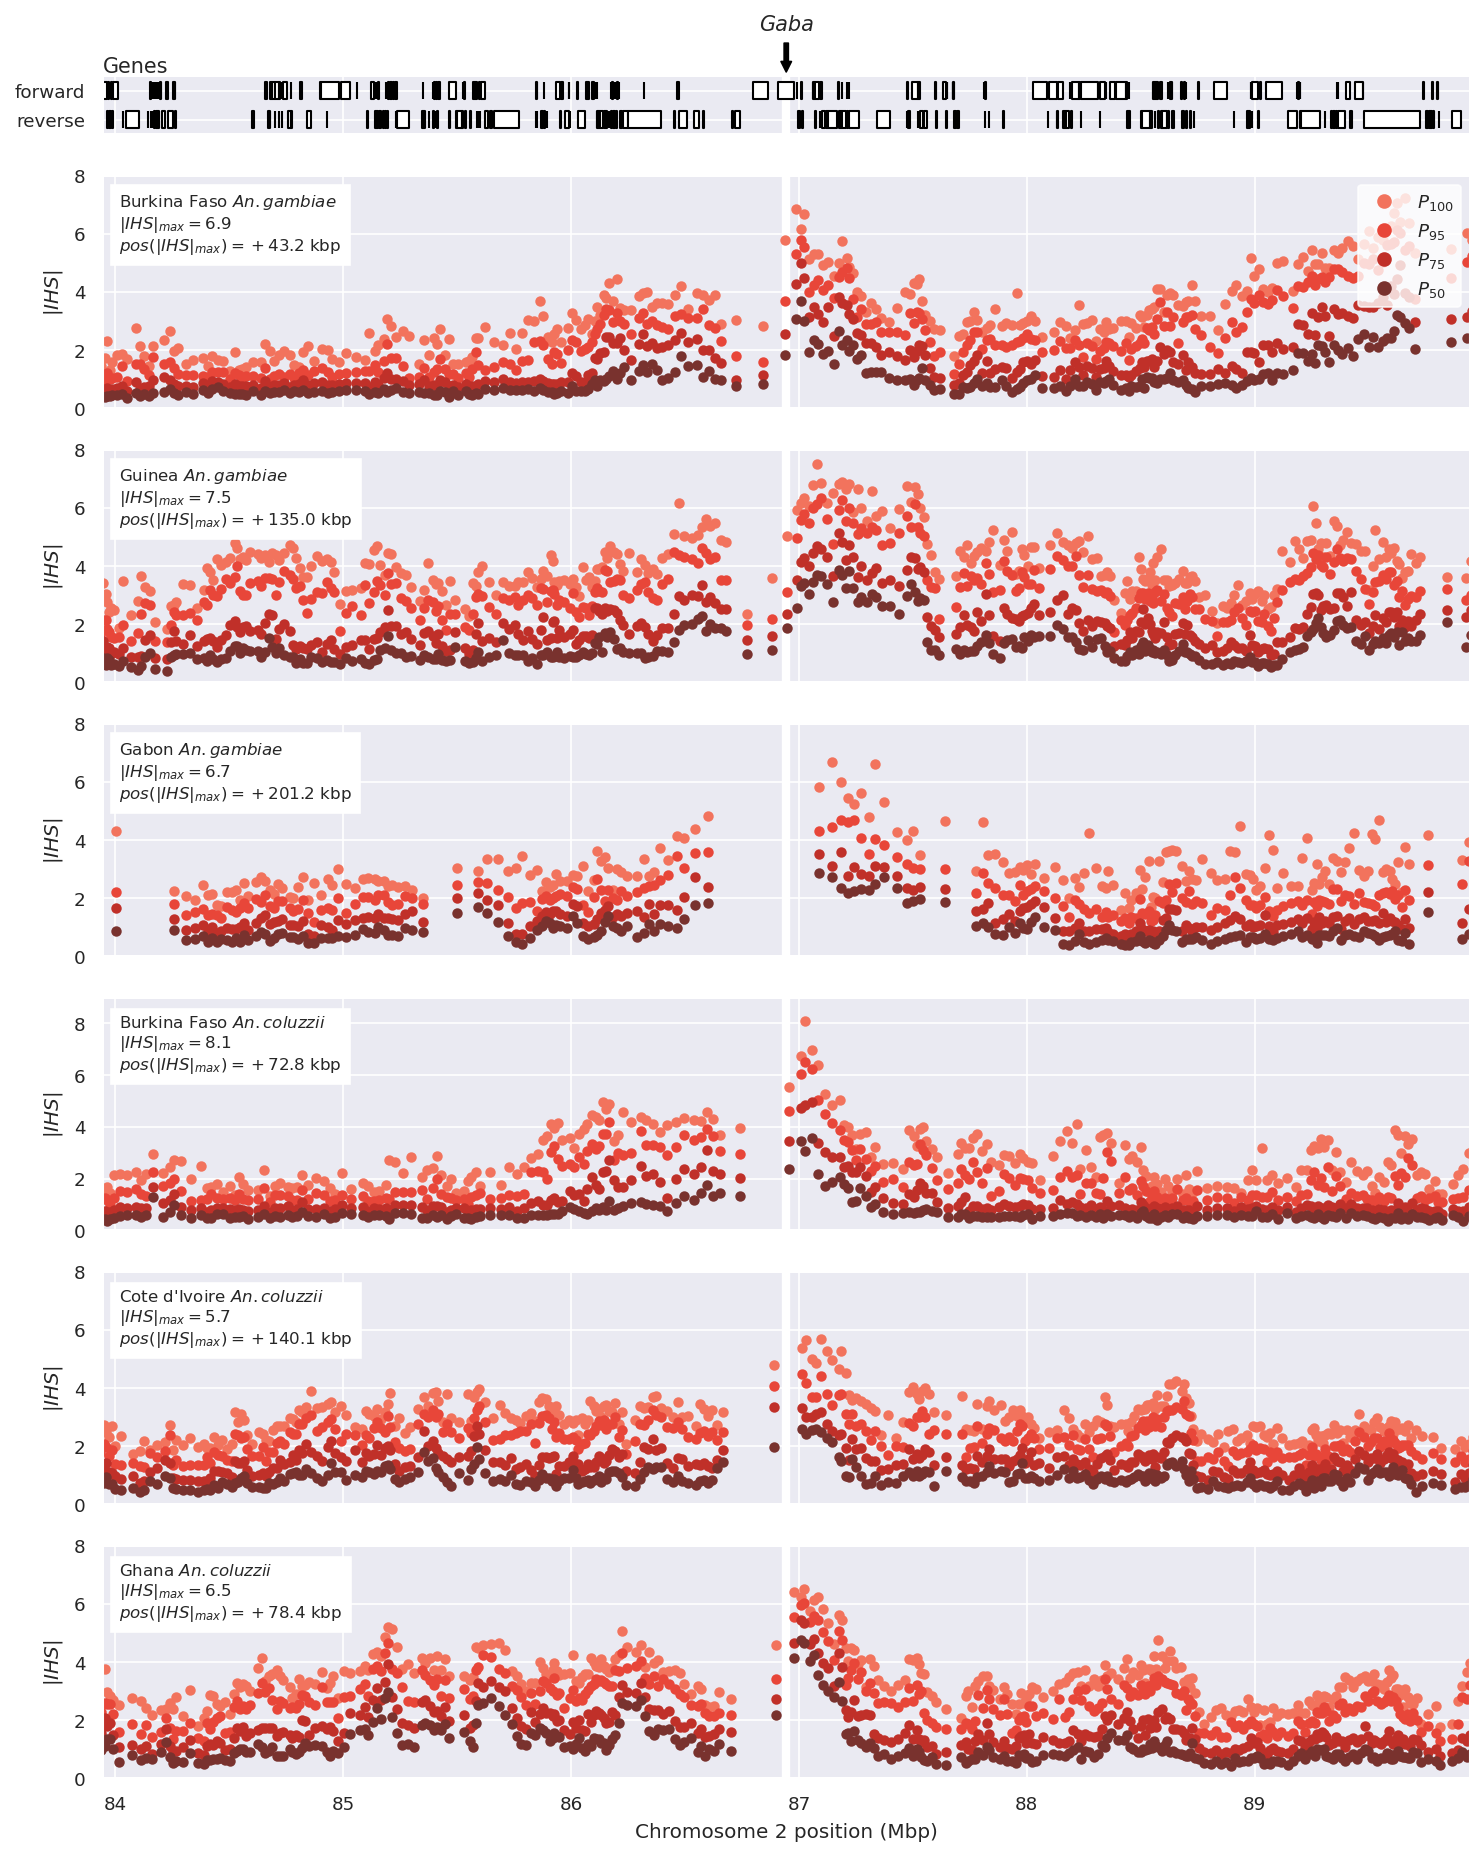 Gaba
Genes
forward
reverse
8
6
4
2
0
|IHS|
Burkina Faso An. gambiae
|IHS|max = 6.9
pos(|IHS|max) = +43.2 kbp
P100
P95
P75
P50
8
6
4
2
0
|IHS|
Guinea An. gambiae
|IHS|max = 7.5
pos(|IHS|max) = +135.0 kbp
8
6
4
2
0
|IHS|
Gabon An. gambiae
|IHS|max = 6.7
pos(|IHS|max) = +201.2 kbp
8
6
4
2
0
|IHS|
Burkina Faso An. coluzzii
|IHS|max = 8.1
pos(|IHS|max) = +72.8 kbp
8
6
4
2
0
|IHS|
Cote d'Ivoire An. coluzzii
|IHS|max = 5.7
pos(|IHS|max) = +140.1 kbp
8
6
4
2
0
|IHS|
Ghana An. coluzzii
|IHS|max = 6.5
pos(|IHS|max) = +78.4 kbp
84 85 86 87 88 89
Chromosome 2 position (Mbp)